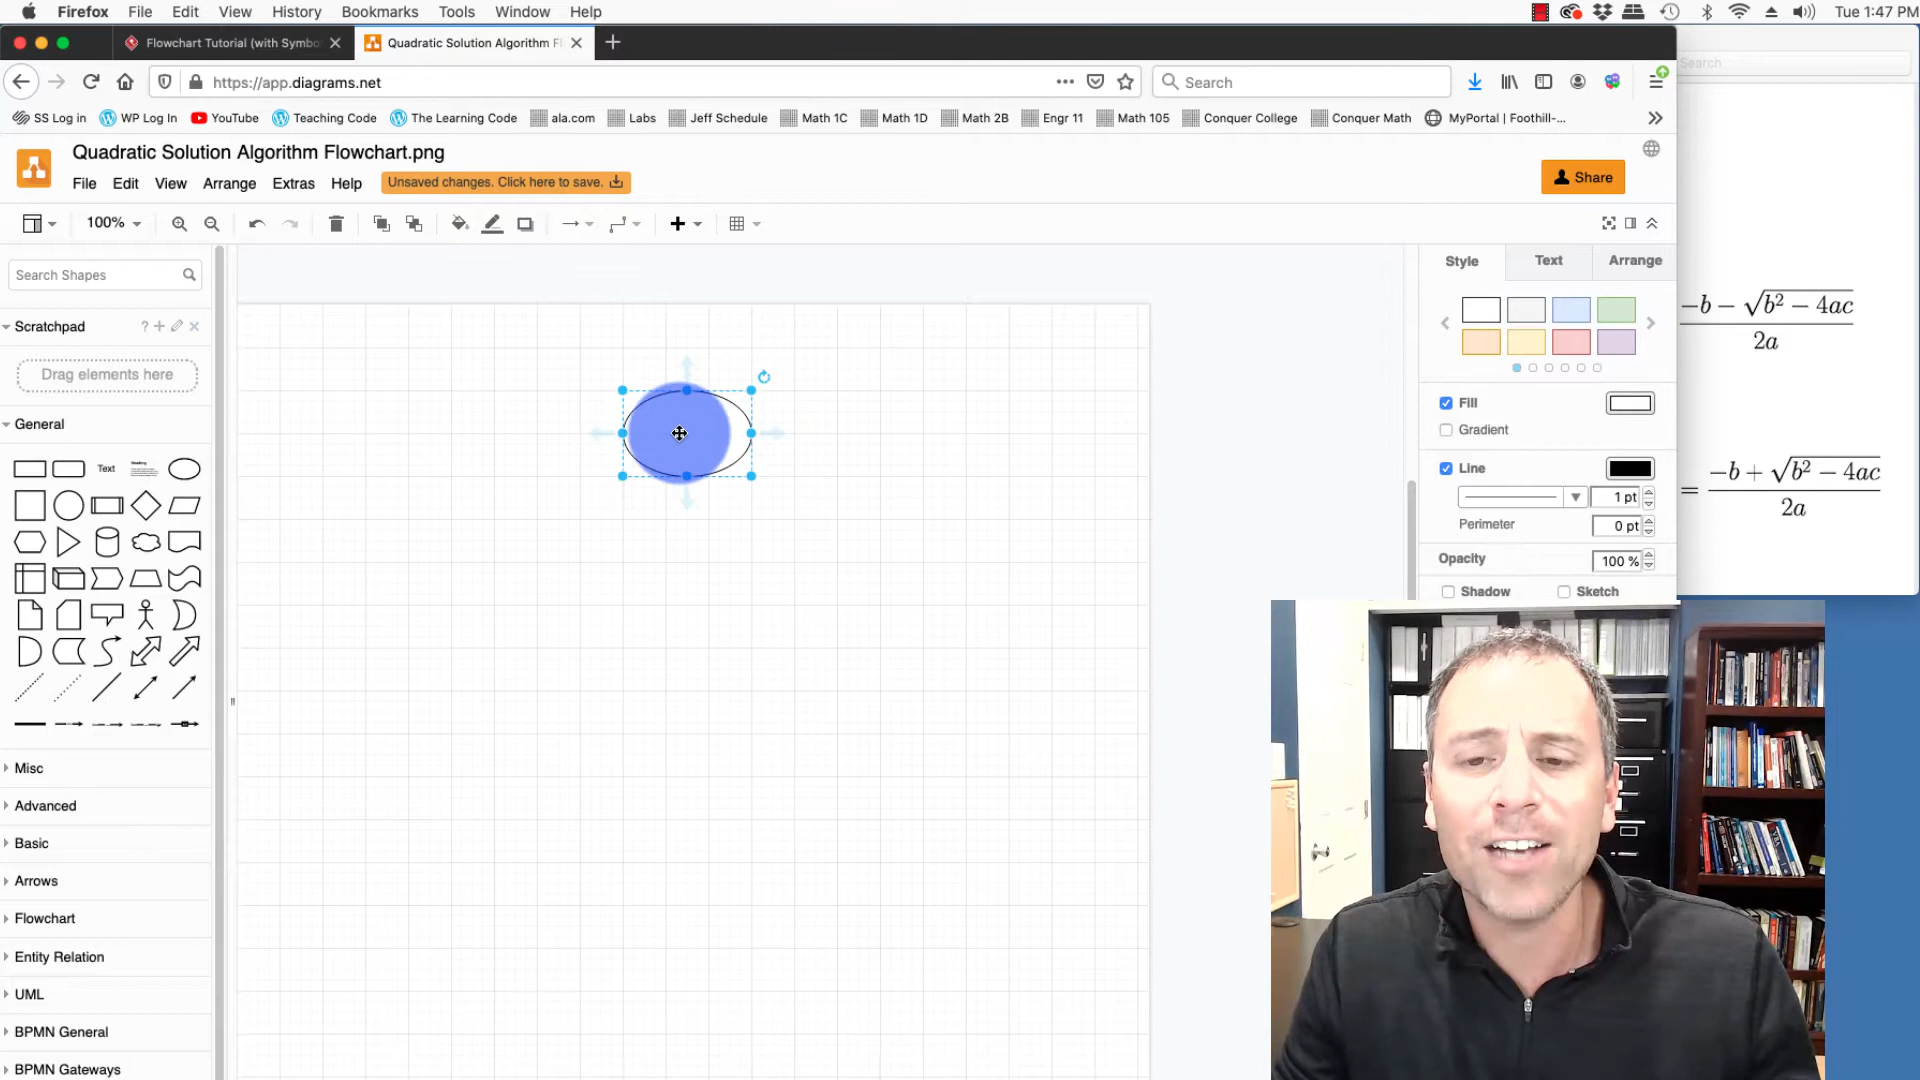 Firefox File Edit View History Bookmarks Tools Window Help
Tue 1:47 PM
Flowchart Tutorial (with Symbo
Quadratic Solution Algorithm Fl
https://app.diagrams.net
Search
Search
SS Log in WP Log In YouTube Teaching Code The Learning Code ala.com Labs Jeff Schedule Math 1C Math 1D Math 2B Engr 11 Math 105 Conquer College Conquer Math MyPortal | Foothill-...
Quadratic Solution Algorithm Flowchart.png
File Edit View Arrange Extras Help Unsaved changes. Click here to save.
Share
100%
Search Shapes
Scratchpad
?
Drag elements here
General
Text
Heading
Misc
Advanced
Basic
Arrows
Flowchart
Entity Relation
UML
BPMN General
BPMN Gateways
Style Text Arrange
Fill
Gradient
Line
1 pt
Perimeter 0 pt
Opacity 100 %
Shadow Sketch
−b − √b² − 4ac
2a
= −b + √b² − 4ac
2a